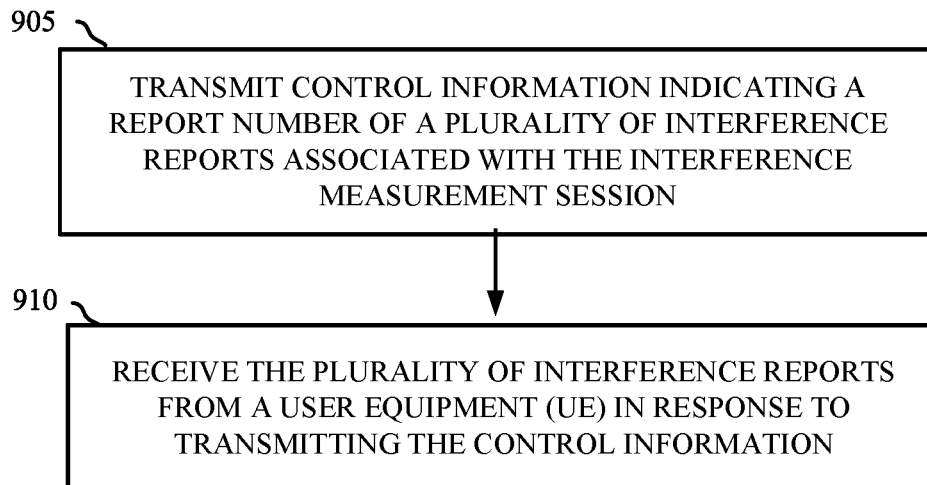 905
TRANSMIT CONTROL INFORMATION INDICATING A
REPORT NUMBER OF A PLURALITY OF INTERFERENCE
REPORTS ASSOCIATED WITH THE INTERFERENCE
MEASUREMENT SESSION
910
RECEIVE THE PLURALITY OF INTERFERENCE REPORTS
FROM A USER EQUIPMENT (UE) IN RESPONSE TO
TRANSMITTING THE CONTROL INFORMATION